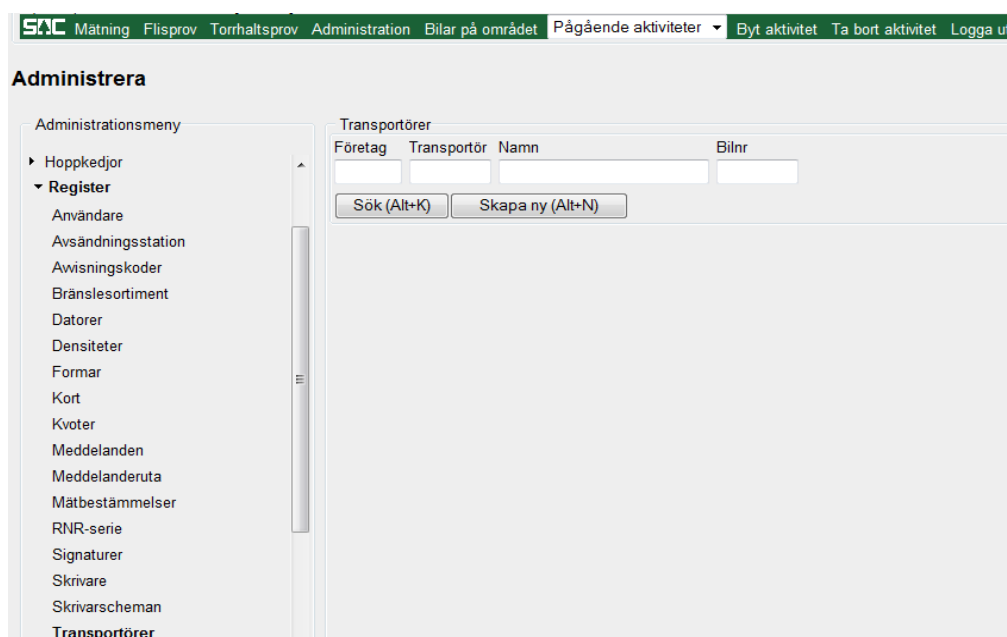 SDC Mätning Flisprov Torrhaltsprov Administration Bilar på området Pågående aktiviteter Byt aktivitet Ta bort aktivitet Logga ut
Administrera
Administrationsmeny
Hoppkedjor
Register
Användare
Avsändningsstation
Avvisningskoder
Bränslesortiment
Datorer
Densiteter
Formar
Kort
Kvoter
Meddelanden
Meddelanderuta
Mätbestämmelser
RNR-serie
Signaturer
Skrivare
Skrivarscheman
Transportörer
Transportörer
Företag Transportör Namn Bilnr
Sök (Alt+K) Skapa ny (Alt+N)